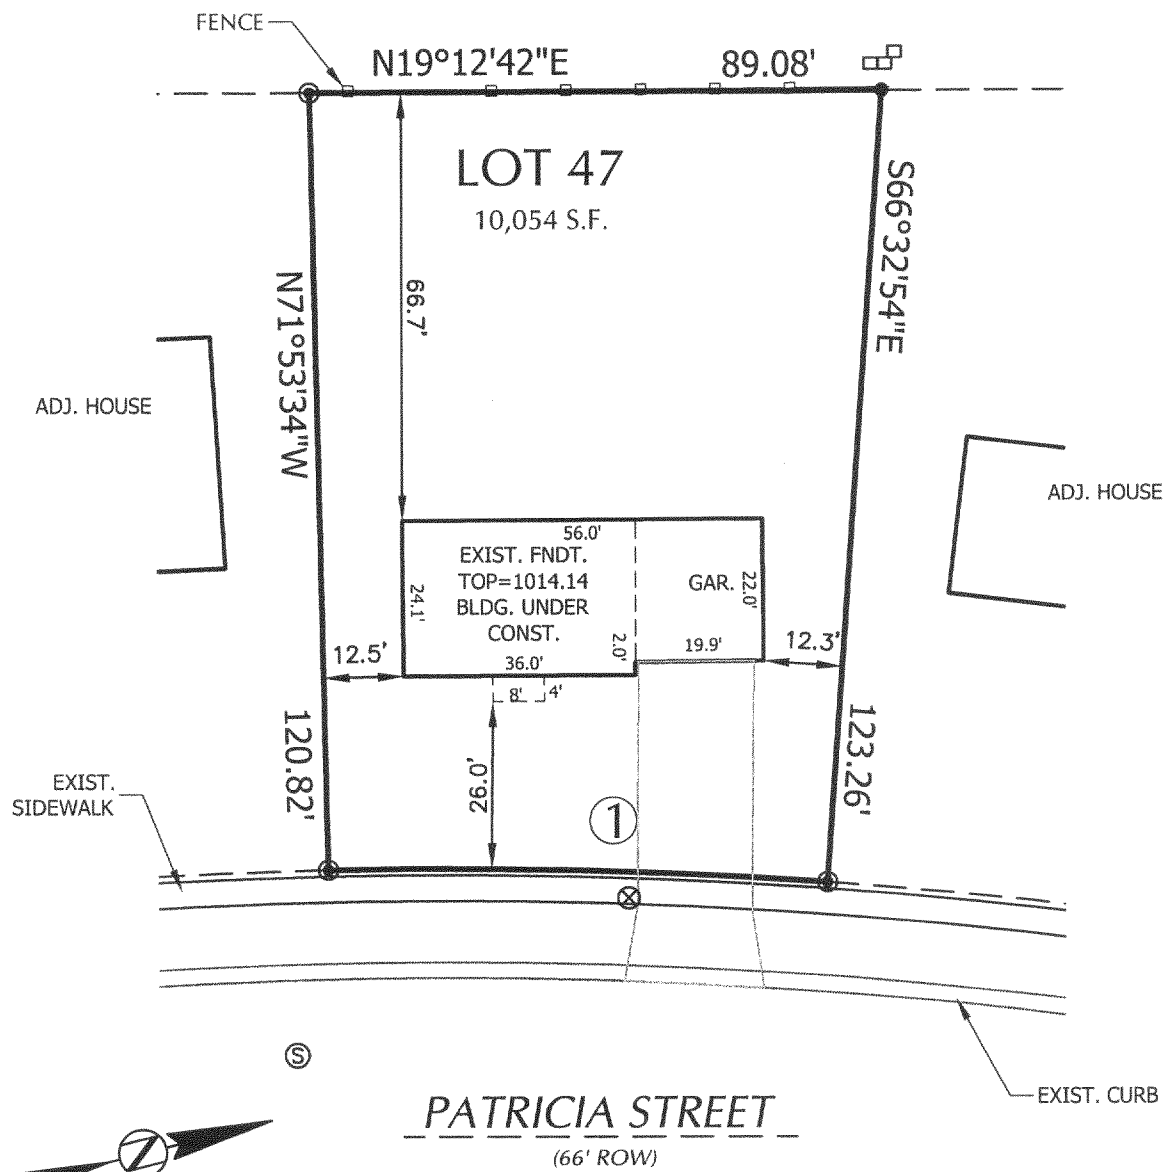 FENCE
N19°12'42"E
89.08'
LOT 47
10,054 S.F.
S66°32'54"E
66.7'
N71°53'34"W
ADJ. HOUSE
ADJ. HOUSE
56.0'
EXIST. FNDT.
TOP=1014.14
BLDG. UNDER
CONST.
GAR.
22.0'
24.1'
2.0'
19.9'
12.3'
12.5'
36.0'
8'
4'
120.82'
123.26'
26.0'
EXIST.
SIDEWALK
1
S
EXIST. CURB
PATRICIA STREET
(66' ROW)
Z